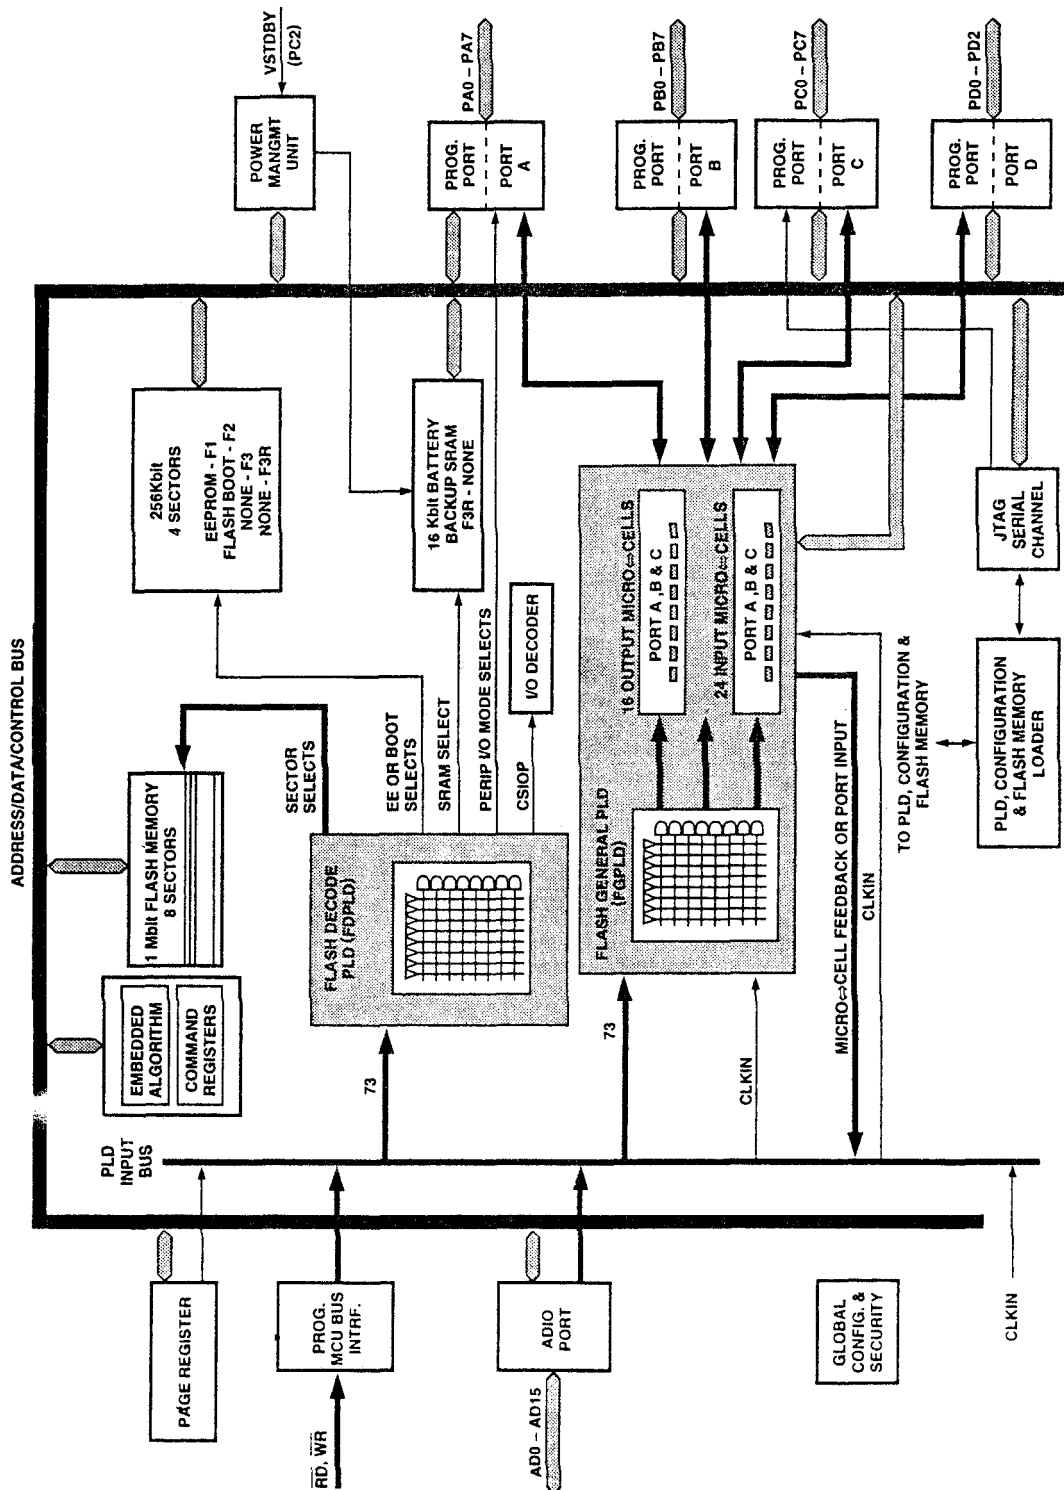 ADDRESS/DATA/CONTROL BUS
PAGE REGISTER
RD, WR
PROG.
MCU BUS
INTRF.
AD0 – AD15
ADIO
PORT
GLOBAL
CONFIG. &
SECURITY
CLKIN
PLD
INPUT
BUS
EMBEDDED
ALGORITHM
COMMAND
REGISTERS
1 Mbit FLASH MEMORY
8 SECTORS
73
FLASH DECODE
PLD (FDPLD)
SECTOR
SELECTS
EE OR BOOT
SELECTS
SRAM SELECT
PERIP I/O MODE SELECTS
CSIOP
I/O DECODER
256Kbit
4 SECTORS
EEPROM - F1
FLASH BOOT - F2
NONE - F3
NONE - F3R
16 Kbit BATTERY
BACKUP SRAM
F3R - NONE
POWER
MANGMT
UNIT
VSTDBY
(PC2)
73
CLKIN
FLASH GENERAL PLD
(FGPLD)
16 OUTPUT MICRO⇔CELLS
PORT A ,B & C
24 INPUT MICRO⇔CELLS
PORT A ,B & C
MICRO⇔CELL FEEDBACK OR PORT INPUT
CLKIN
TO PLD, CONFIGURATION &
FLASH MEMORY
PLD, CONFIGURATION
& FLASH MEMORY
LOADER
JTAG
SERIAL
CHANNEL
PROG.
PORT
PORT
A
PA0 – PA7
PROG.
PORT
PORT
B
PB0 – PB7
PROG.
PORT
PORT
C
PC0 – PC7
PROG.
PORT
PORT
D
PD0 – PD2